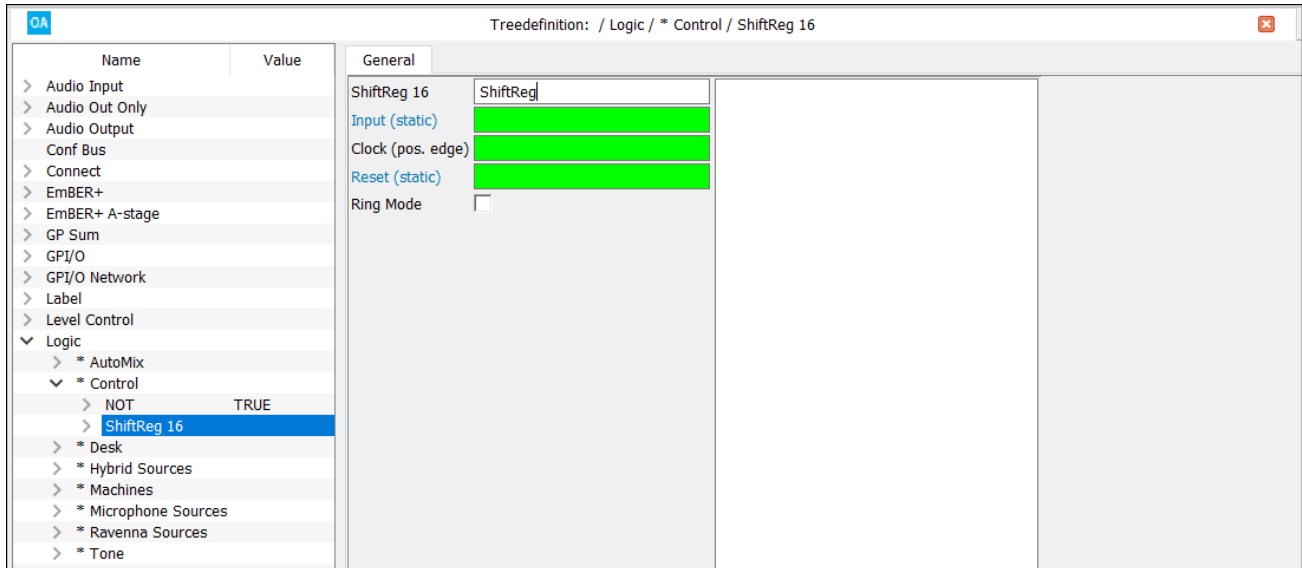 OA
Treedefinition: / Logic / * Control / ShiftReg 16
Name Value
Audio Input
Audio Out Only
Audio Output
Conf Bus
Connect
EmBER+
EmBER+ A-stage
GP Sum
GPI/O
GPI/O Network
Label
Level Control
Logic
* AutoMix
* Control
NOT TRUE
ShiftReg 16
* Desk
* Hybrid Sources
* Machines
* Microphone Sources
* Ravenna Sources
* Tone
General
ShiftReg 16 ShiftReg
Input (static)
Clock (pos. edge)
Reset (static)
Ring Mode